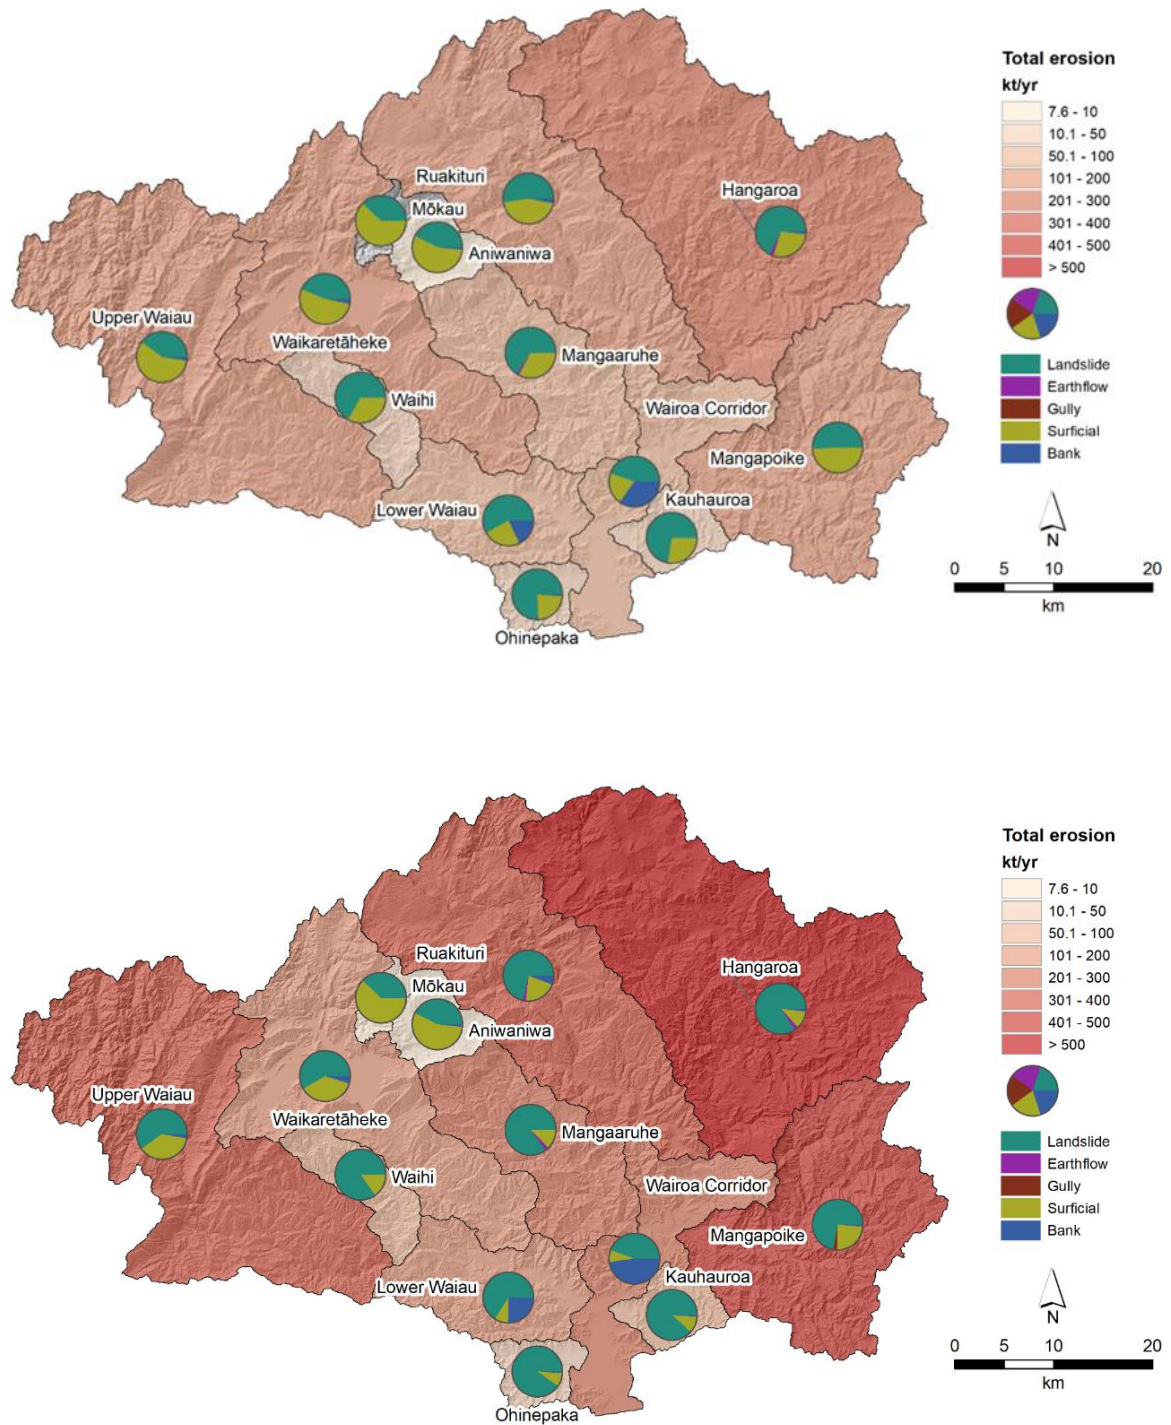 Total erosion
kt/yr
7.6 - 10
10.1 - 50
50.1 - 100
101 - 200
201 - 300
301 - 400
401 - 500
> 500
Landslide
Earthflow
Gully
Surficial
Bank
N
0 5 10 20
km
Ruakituri
Hangaroa
Mōkau
Aniwaniwa
Upper Waiau
Waikaretāheke
Mangaaruhe
Waihi
Wairoa Corridor
Mangapoike
Kauhauroa
Lower Waiau
Ohinepaka
Total erosion
kt/yr
7.6 - 10
10.1 - 50
50.1 - 100
101 - 200
201 - 300
301 - 400
401 - 500
> 500
Landslide
Earthflow
Gully
Surficial
Bank
N
0 5 10 20
km
Ruakituri
Hangaroa
Mōkau
Aniwaniwa
Upper Waiau
Waikaretāheke
Mangaaruhe
Waihi
Wairoa Corridor
Mangapoike
Kauhauroa
Lower Waiau
Ohinepaka